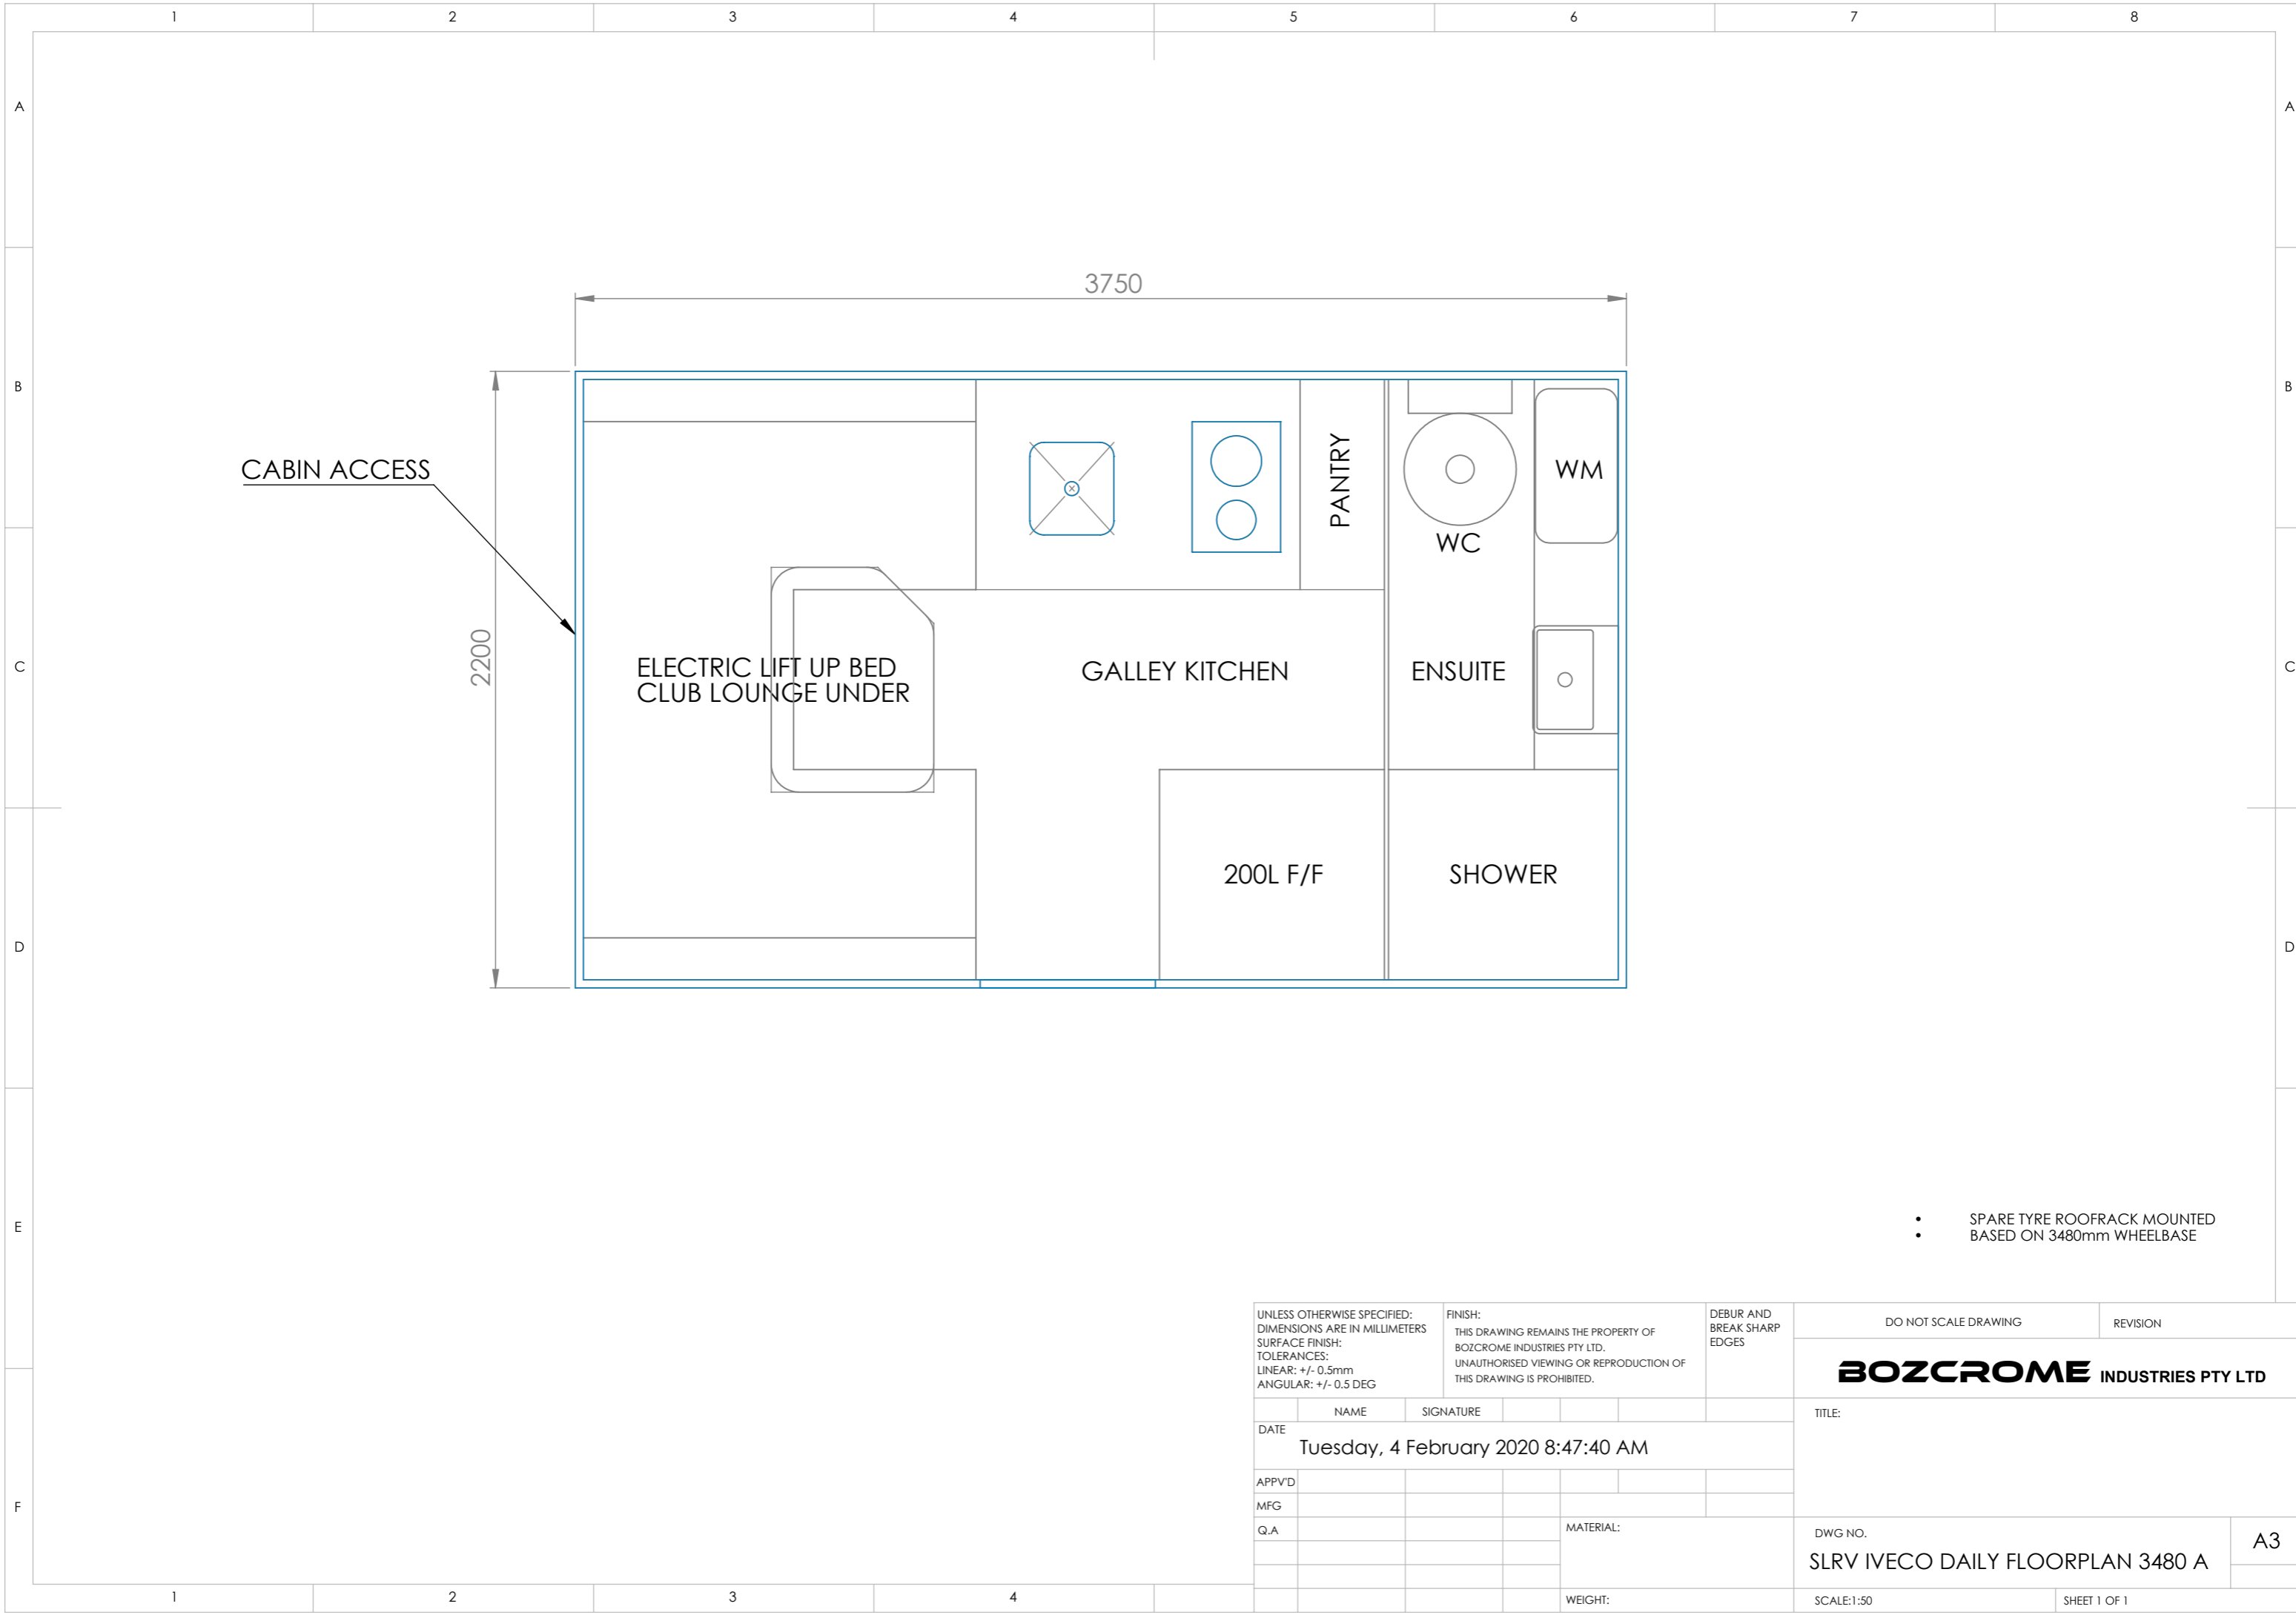 1 2 3 4 5 6 7 8
A A
3750
B B
CABIN ACCESS
PANTRY
WM
WC
2200
C C
ELECTRIC LIFT UP BED
CLUB LOUNGE UNDER
GALLEY KITCHEN
ENSUITE
200L F/F
SHOWER
D D
E
• SPARE TYRE ROOFRACK MOUNTED
• BASED ON 3480mm WHEELBASE
UNLESS OTHERWISE SPECIFIED:
DIMENSIONS ARE IN MILLIMETERS
SURFACE FINISH:
TOLERANCES:
LINEAR: +/- 0.5mm
ANGULAR: +/- 0.5 DEG
FINISH:
THIS DRAWING REMAINS THE PROPERTY OF
BOZCROME INDUSTRIES PTY LTD.
UNAUTHORISED VIEWING OR REPRODUCTION OF
THIS DRAWING IS PROHIBITED.
DEBUR AND
BREAK SHARP
EDGES
DO NOT SCALE DRAWING
REVISION
BOZCROME INDUSTRIES PTY LTD
NAME SIGNATURE
TITLE:
DATE
Tuesday, 4 February 2020 8:47:40 AM
APPV'D
F
MFG
Q.A
MATERIAL:
DWG NO.
SLRV IVECO DAILY FLOORPLAN 3480 A
A3
WEIGHT:
SCALE:1:50
SHEET 1 OF 1
1 2 3 4